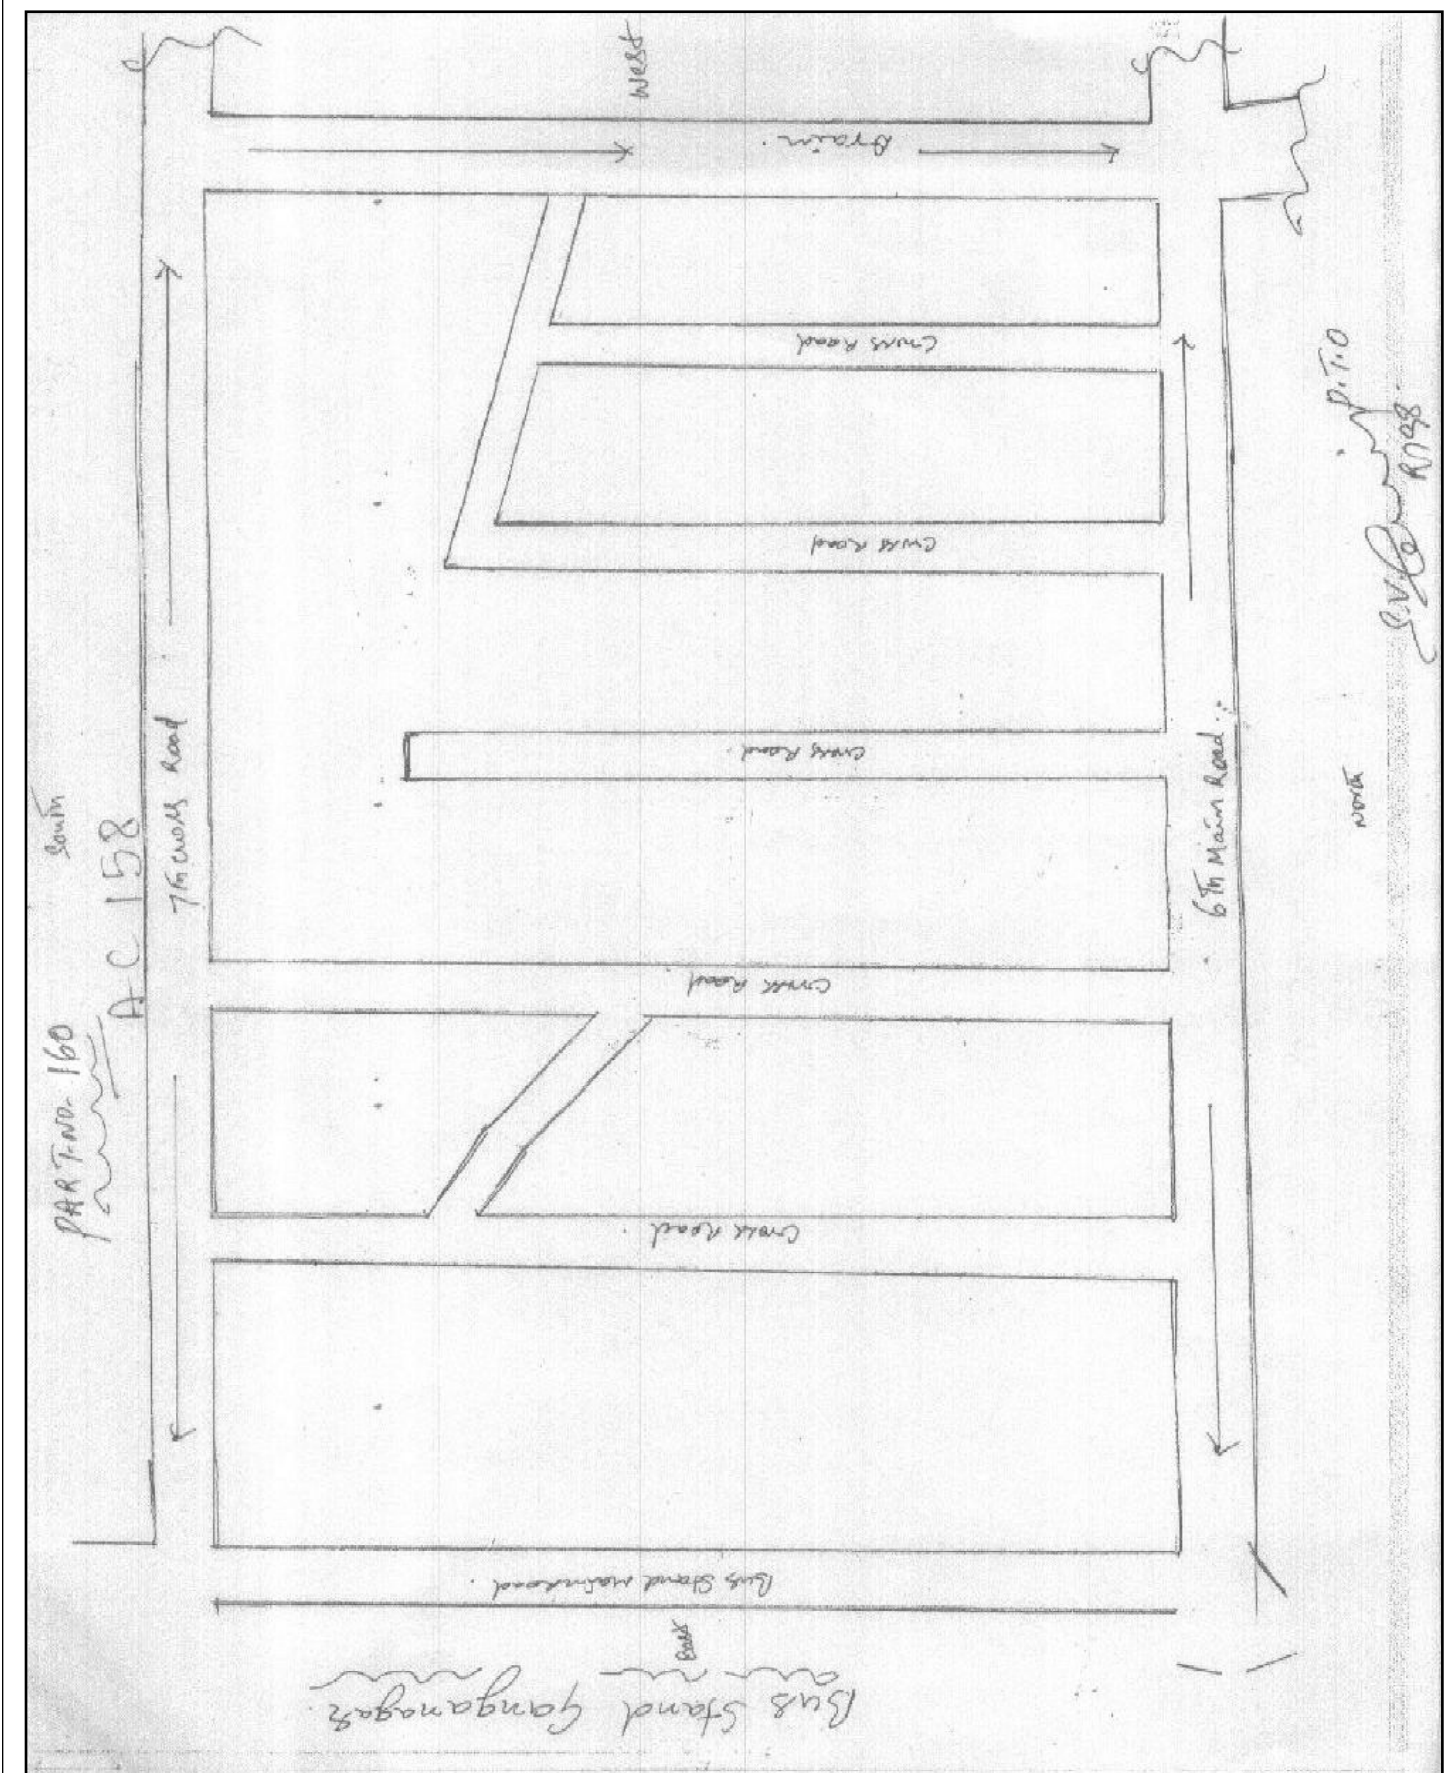 West
Drain.
Cross Road
Cross Road
Cross Road.
Cross Road
Cross Road.
Bus Stand Main Road.
East
Bus Stand Ganganagar.
South
PART-NO-160
AC 158
7th Cross Road
6th Main Road.
North
P.T.O